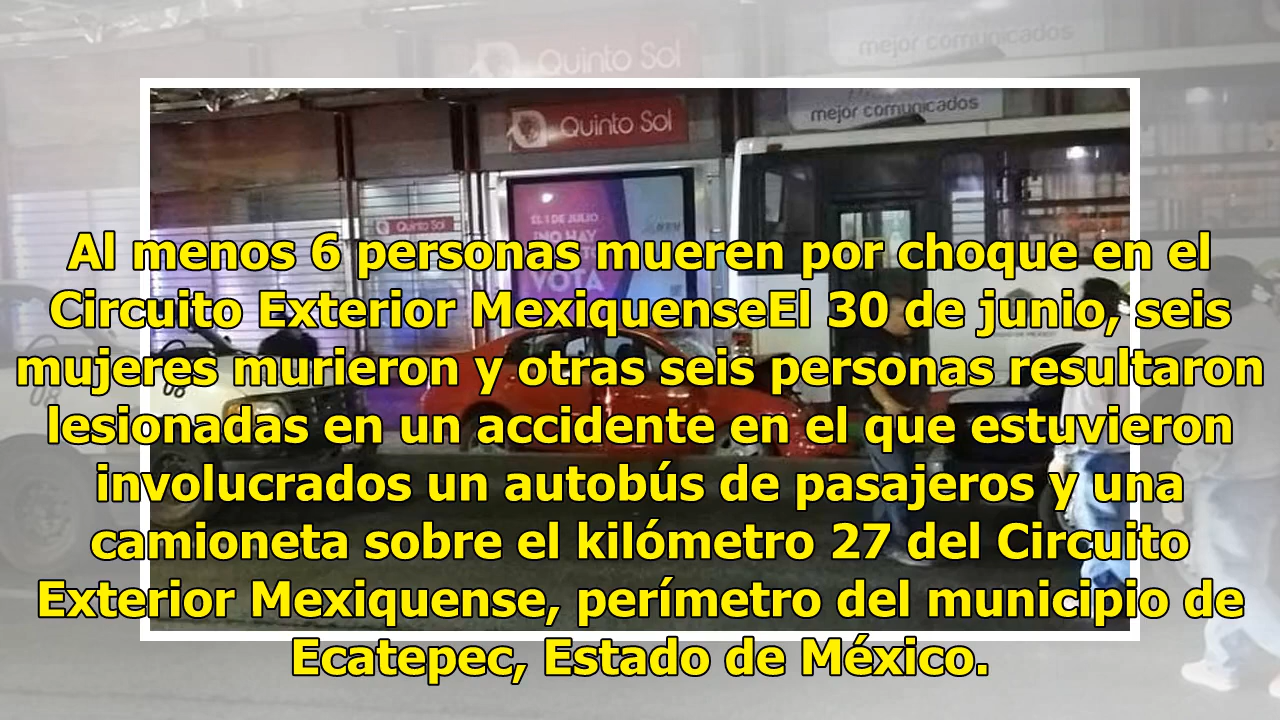 Quinto Sol
mejor comunicados
Quinto Sol
mejor comunicados
Quinto Sol
EL 1 DE JULIO
¡NO HAY
VOTA
08
08
Al menos 6 personas mueren por choque en el
Circuito Exterior MexiquenseEl 30 de junio, seis
mujeres murieron y otras seis personas resultaron
lesionadas en un accidente en el que estuvieron
involucrados un autobús de pasajeros y una
camioneta sobre el kilómetro 27 del Circuito
Exterior Mexiquense, perímetro del municipio de
Ecatepec, Estado de México.